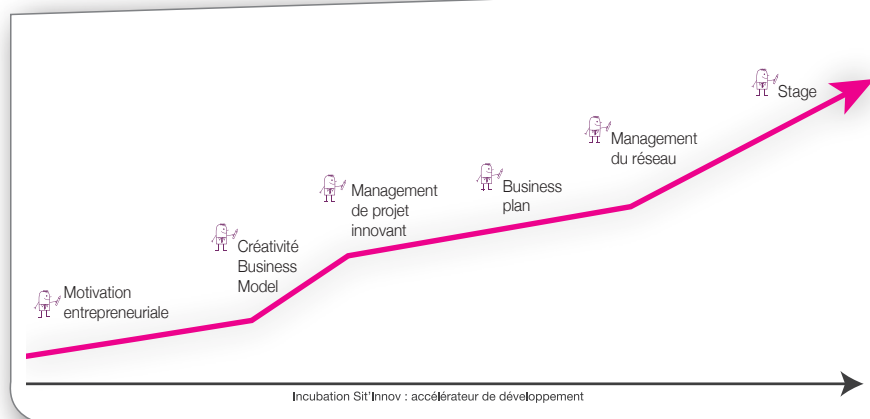 Motivation
entrepreneuriale
Créativité
Business
Model
Management
de projet
innovant
Business
plan
Management
du réseau
Stage
Incubation Sit'Innov : accélérateur de développement